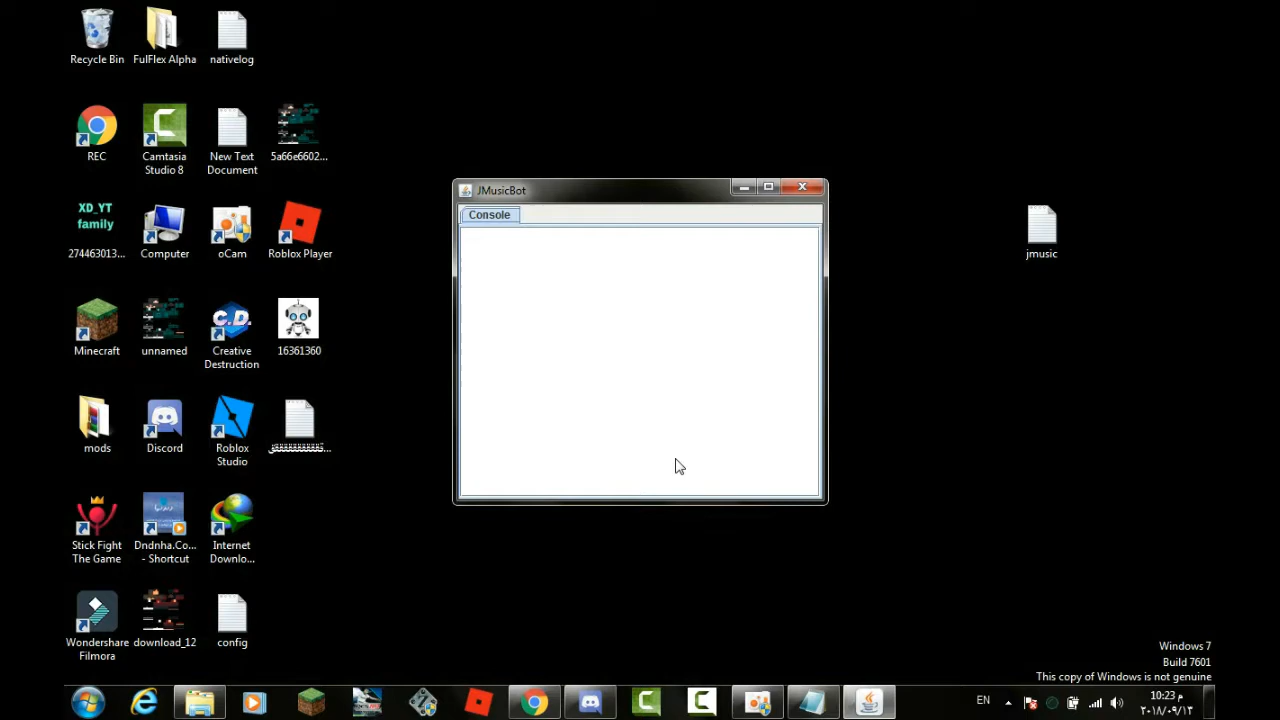 Recycle Bin
FulFlex Alpha
nativelog
REC
Camtasia
Studio 8
New Text
Document
5a66e6602...
XD_YT
family
274463013...
Computer
oCam
Roblox Player
Minecraft
unnamed
C.D.
Creative
Destruction
16361360
mods
Discord
Roblox
Studio
Stick Fight
The Game
Dndnha.Co...
- Shortcut
Internet
Downlo...
Wondershare
Filmora
download_12
config
JMusicBot
Console
jmusic
Windows 7
Build 7601
This copy of Windows is not genuine
EN
10:23 م
٢٠١٨/٠٩/١٣